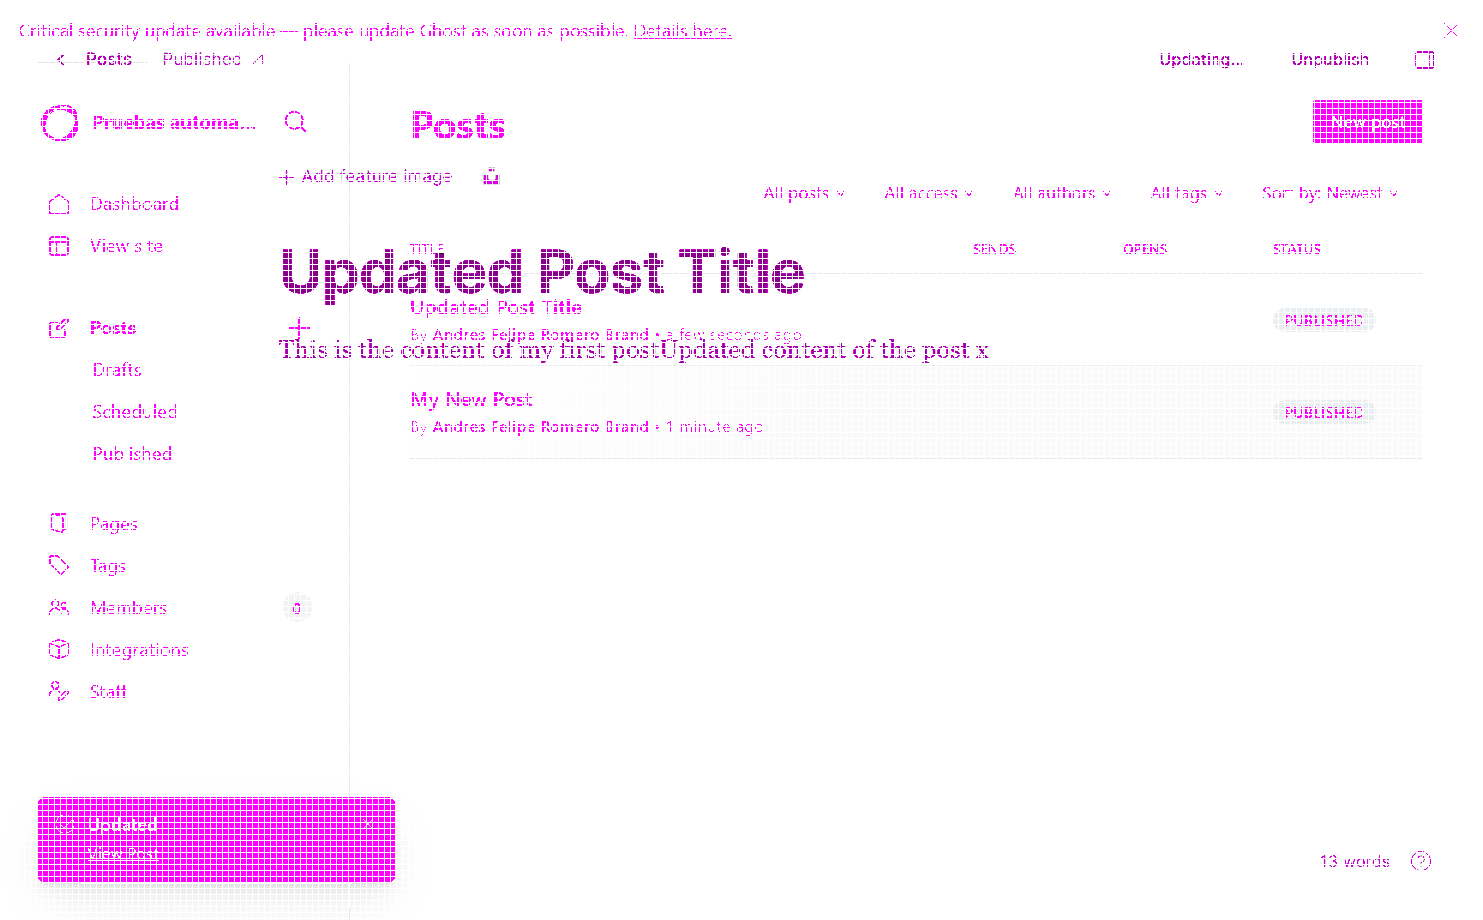 Critical security update available — please update Ghost as soon as possible. Details here.
Posts Published Updating... Unpublish
Pruebas automa... Posts New post
Add feature image
All posts All access All authors All tags Sort by: Newest
Dashboard
View site
TITLE SENDS OPENS STATUS
Updated Post Title
Updated Post Title PUBLISHED
By Andres Felipe Romero Brand • a few seconds ago
Posts
This is the content of my first postUpdated content of the post x
Drafts
My New Post
Scheduled PUBLISHED
By Andres Felipe Romero Brand • 1 minute ago
Published
Pages
Tags
Members 0
Integrations
Staff
Updated
View Post
13 words